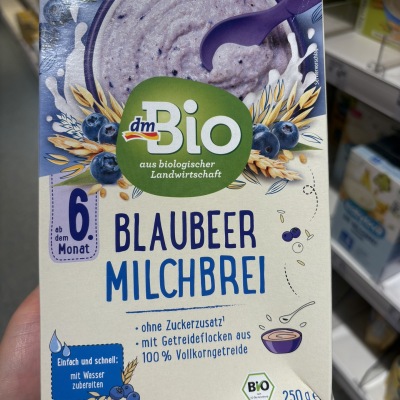 dm Bio
aus biologischer
Landwirtschaft
ab dem 6. Monat
BLAUBEER
MILCHBREI
· ohne Zuckerzusatz¹
· mit Getreideflocken aus
100 % Vollkorngetreide
Einfach und schnell:
mit Wasser
zubereiten
BiO
250 g e